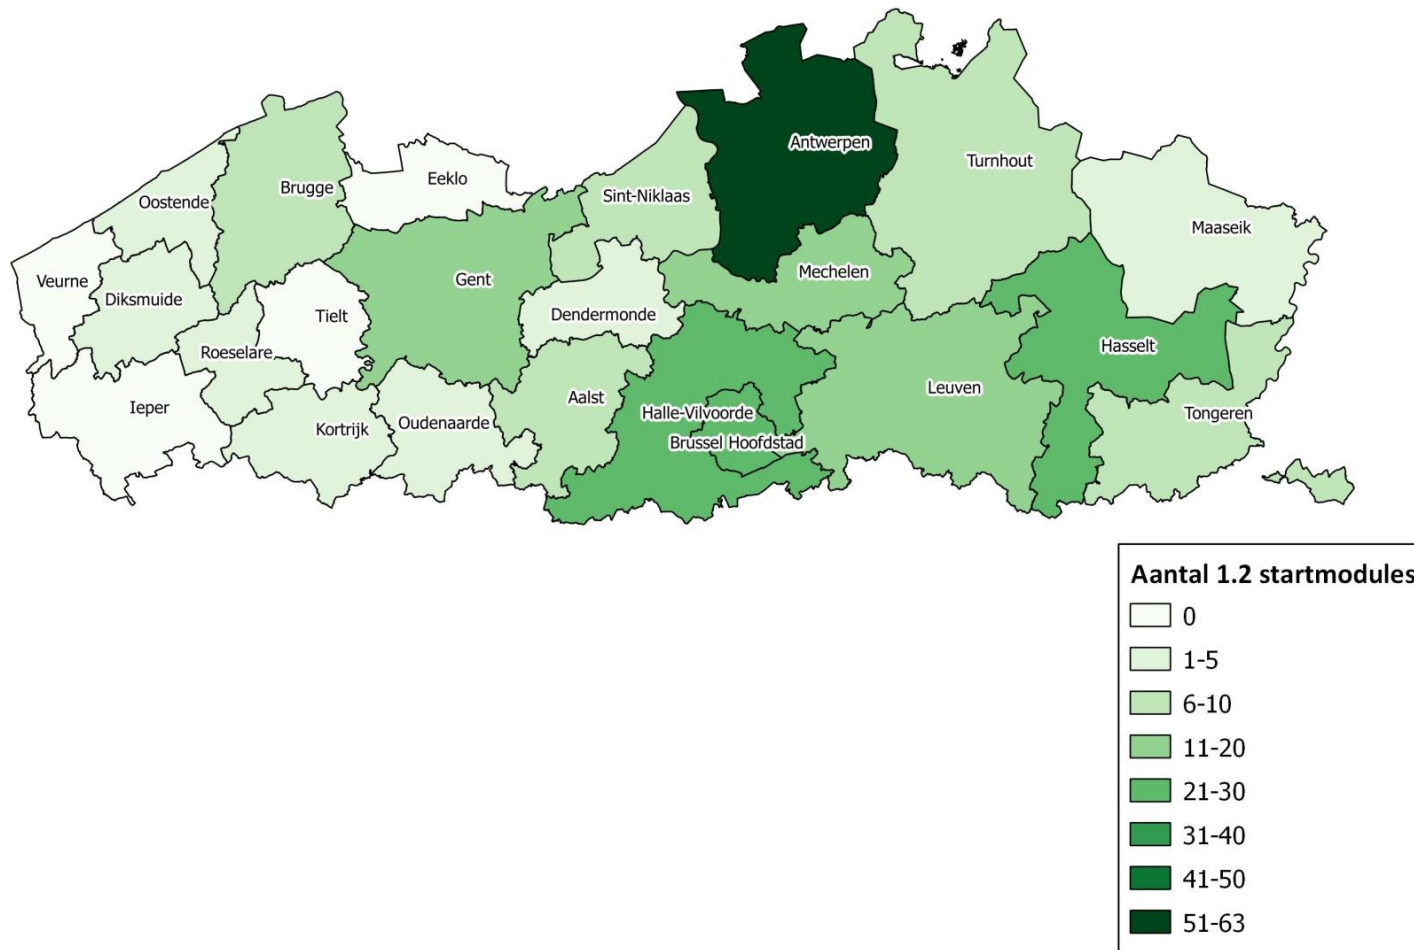 Antwerpen
Turnhout
Eeklo
Brugge
Sint-Niklaas
Oostende
Maaseik
Mechelen
Veurne
Gent
Diksmuide
Tielt
Dendermonde
Hasselt
Roeselare
Leuven
Aalst
Ieper
Halle-Vilvoorde
Tongeren
Kortrijk
Oudenaarde
Brussel Hoofdstad
Aantal 1.2 startmodules
0
1-5
6-10
11-20
21-30
31-40
41-50
51-63